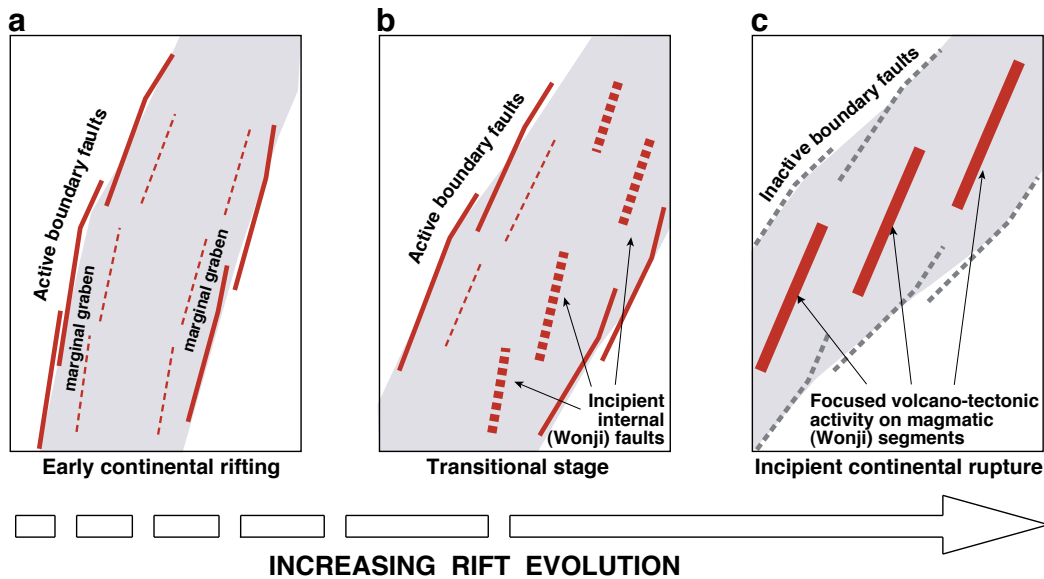 a
Active boundary faults
marginal graben
marginal graben
Early continental rifting
b
Active boundary faults
Incipient
internal
(Wonji) faults
Transitional stage
c
Inactive boundary faults
Focused volcano-tectonic
activity on magmatic
(Wonji) segments
Incipient continental rupture
INCREASING RIFT EVOLUTION